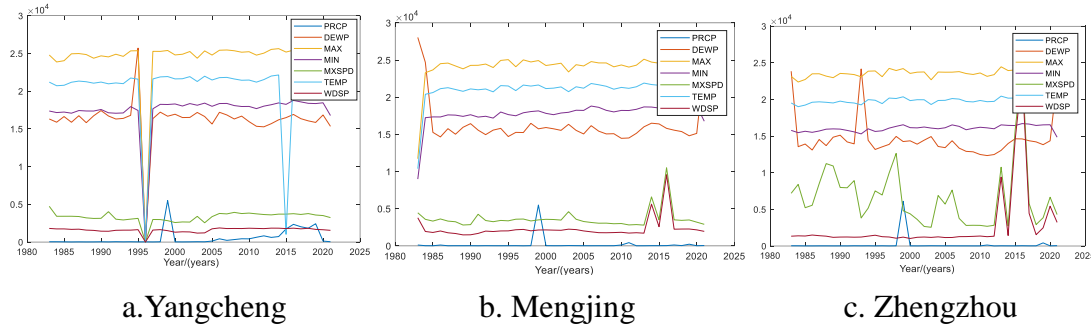 ×10⁴
3
2.5
2
1.5
1
0.5
0
1980 1985 1990 1995 2000 2005 2010 2015 2020 2025
Year/(years)
PRCP
DEWP
MAX
MIN
MXSPD
TEMP
WDSP
a.Yangcheng
×10⁴
3
2.5
2
1.5
1
0.5
0
1980 1985 1990 1995 2000 2005 2010 2015 2020 2025
Year/(years)
PRCP
DEWP
MAX
MIN
MXSPD
TEMP
WDSP
b. Mengjing
×10⁴
3
2.5
2
1.5
1
0.5
0
1980 1985 1990 1995 2000 2005 2010 2015 2020 2025
Year/(years)
PRCP
DEWP
MAX
MIN
MXSPD
TEMP
WDSP
c. Zhengzhou